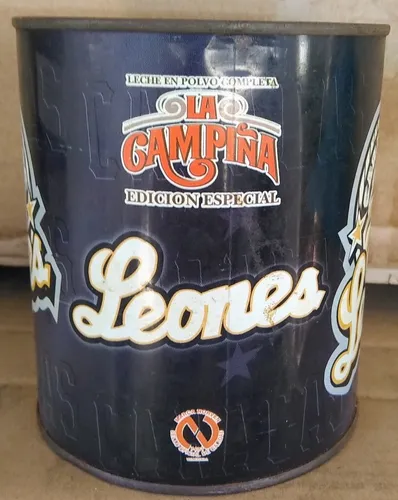 LECHE EN POLVO COMPLETA
LA
CAMPIÑA
EDICION ESPECIAL
Leones